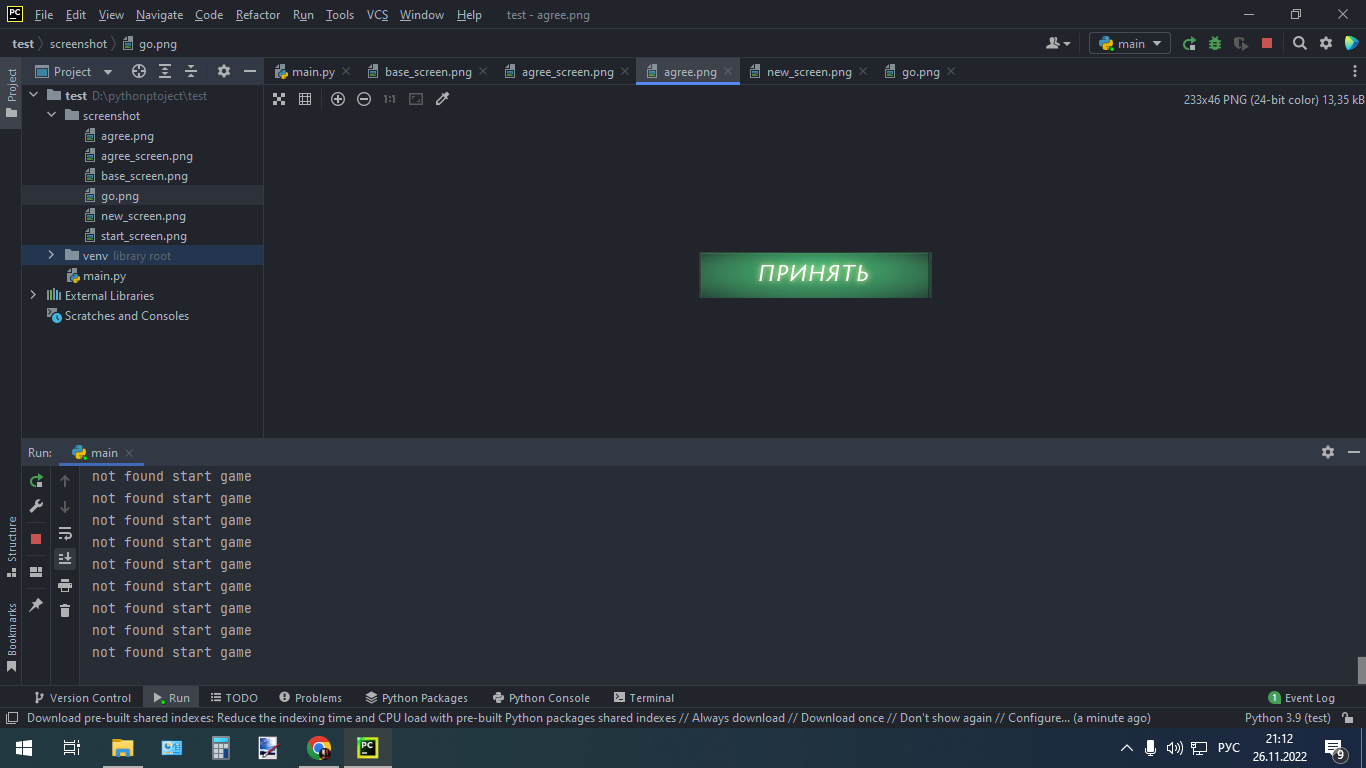 PC File Edit View Navigate Code Refactor Run Tools VCS Window Help test - agree.png
test screenshot go.png main
Project main.py base_screen.png agree_screen.png agree.png new_screen.png go.png
Project
test D:\pythonptoject\test
1:1 233x46 PNG (24-bit color) 13,35 kB
screenshot
agree.png
agree_screen.png
base_screen.png
go.png
new_screen.png
start_screen.png
venv library root
main.py
External Libraries
Scratches and Consoles
ПРИНЯТЬ
Run: main
not found start game
not found start game
not found start game
not found start game
not found start game
not found start game
not found start game
not found start game
not found start game
Structure
Bookmarks
Version Control Run TODO Problems Python Packages Python Console Terminal 1 Event Log
Download pre-built shared indexes: Reduce the indexing time and CPU load with pre-built Python packages shared indexes // Always download // Download once // Don't show again // Configure... (a minute ago) Python 3.9 (test)
PC РУС 21:12
26.11.2022 9